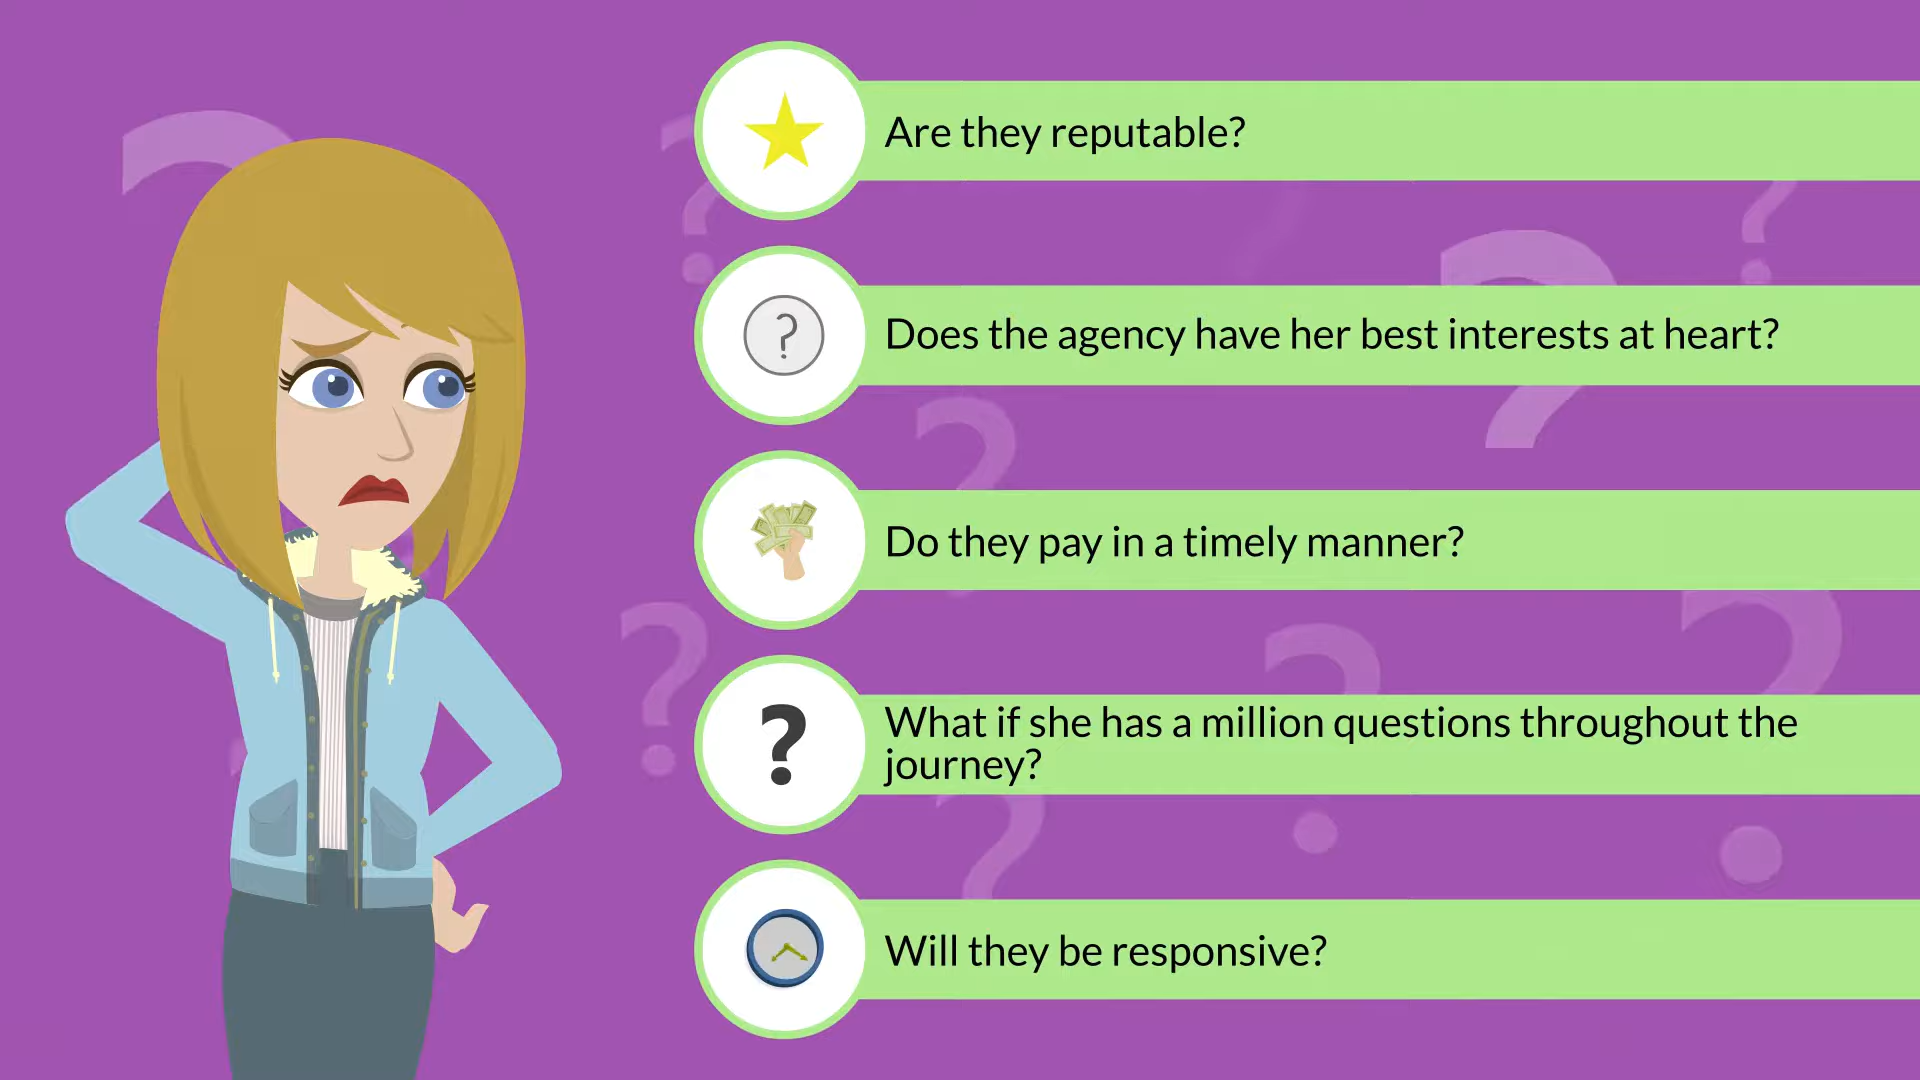 Are they reputable?
Does the agency have her best interests at heart?
Do they pay in a timely manner?
What if she has a million questions throughout the
journey?
Will they be responsive?